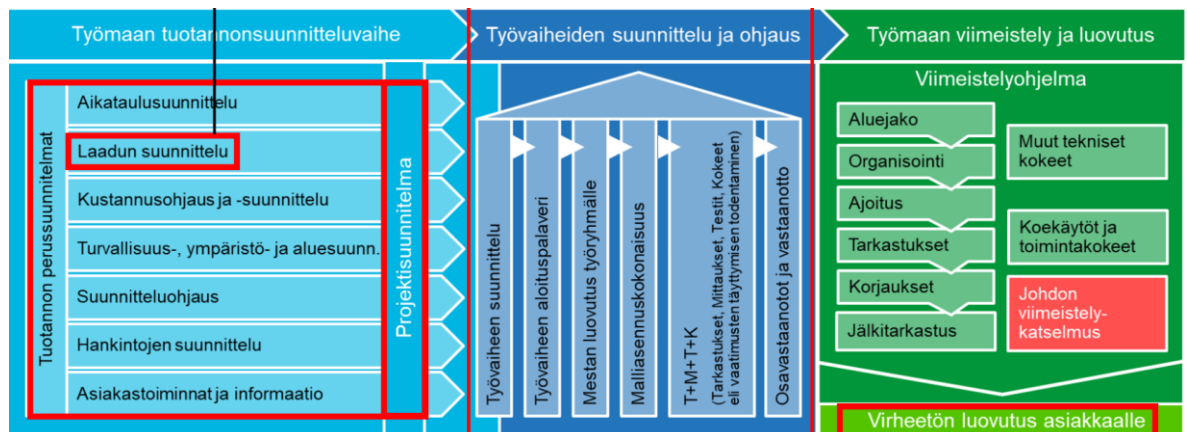 Työmaan tuotannonsuunnitteluvaihe
Työvaiheiden suunnittelu ja ohjaus
Työmaan viimeistely ja luovutus
Tuotannon perussuunnitelmat
Aikataulusuunnittelu
Laadun suunnittelu
Kustannusohjaus ja -suunnittelu
Turvallisuus-, ympäristö- ja aluesuunn.
Suunnitteluohjaus
Hankintojen suunnittelu
Asiakastoiminnat ja informaatio
Projektisuunnitelma
Työvaiheen suunnittelu
Työvaiheen aloituspalaveri
Mestan luovutus työryhmälle
Malliasennuskokonaisuus
T+M+T+K
(Tarkastukset, Mittaukset, Testit, Kokeet
eli vaatimusten täyttymisen todentaminen)
Osavastaanotot ja vastaanotto
Viimeistelyohjelma
Aluejako
Organisointi
Ajoitus
Tarkastukset
Korjaukset
Jälkitarkastus
Muut tekniset
kokeet
Koekäytöt ja
toimintakokeet
Johdon
viimeistely-
katselmus
Virheetön luovutus asiakkaalle